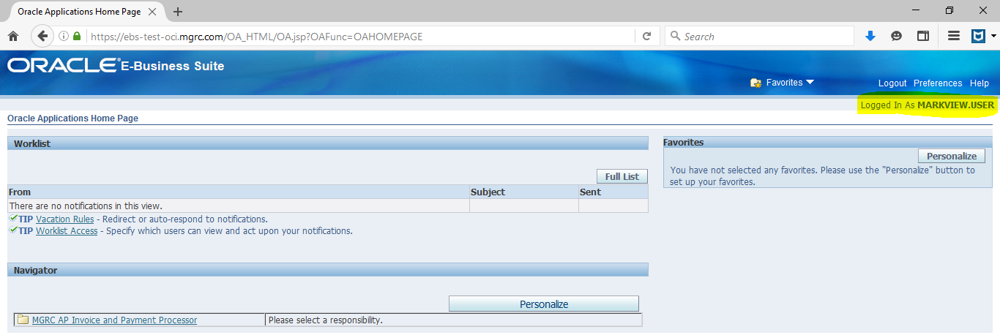 Oracle Applications Home Page
https://ebs-test-oci.mgrc.com/OA_HTML/OA.jsp?OAFunc=OAHOMEPAGE
Search
ORACLE® E-Business Suite
Favorites
Logout Preferences Help
Logged In As MARKVIEW.USER
Oracle Applications Home Page
Worklist
Full List
From Subject Sent
There are no notifications in this view.
TIP Vacation Rules - Redirect or auto-respond to notifications.
TIP Worklist Access - Specify which users can view and act upon your notifications.
Navigator
Personalize
MGRC AP Invoice and Payment Processor Please select a responsibility.
Favorites
Personalize
You have not selected any favorites. Please use the "Personalize" button to
set up your favorites.